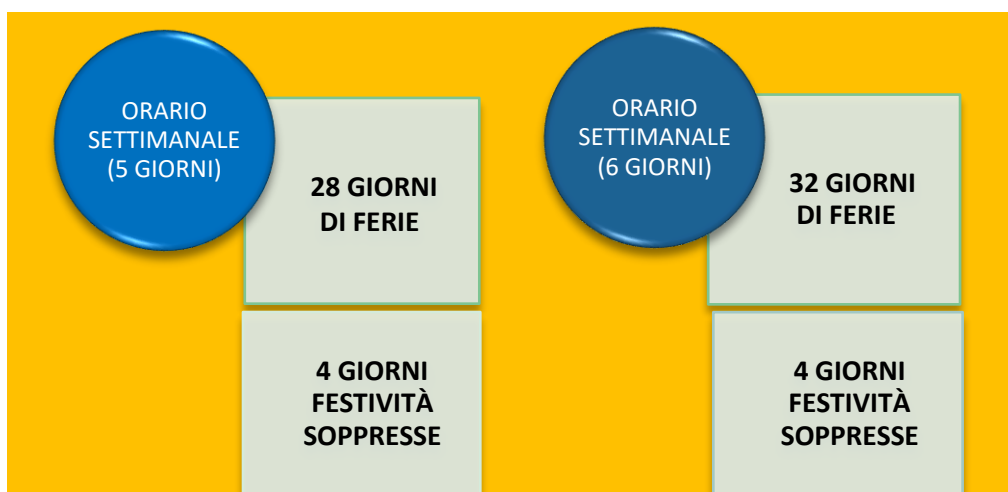 ORARIO
SETTIMANALE
(5 GIORNI)
28 GIORNI
DI FERIE
4 GIORNI
FESTIVITÀ
SOPPRESSE
ORARIO
SETTIMANALE
(6 GIORNI)
32 GIORNI
DI FERIE
4 GIORNI
FESTIVITÀ
SOPPRESSE